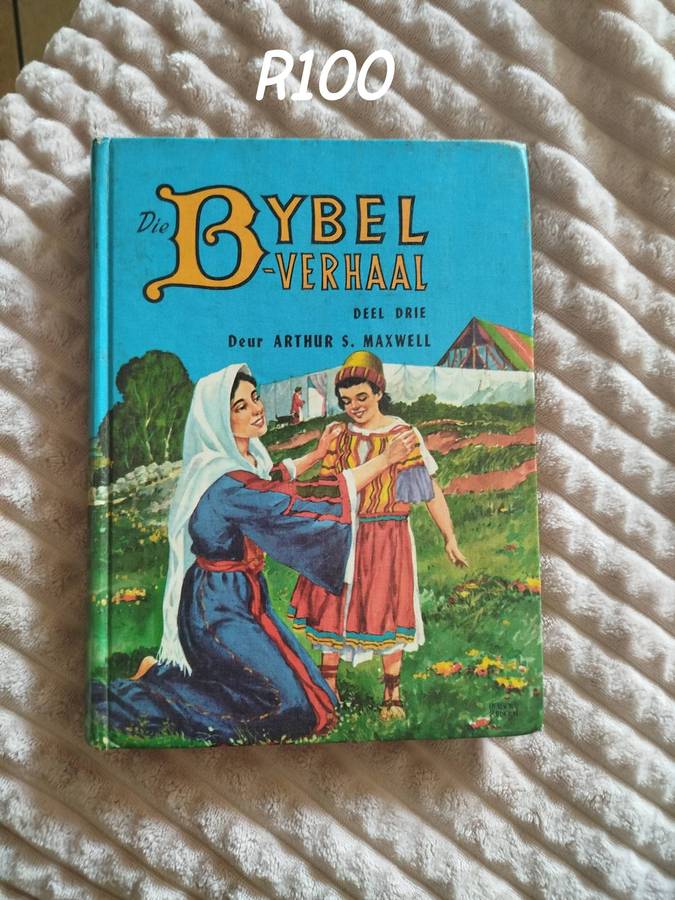 R100
Die BYBEL
-VERHAAL
DEEL DRIE
Deur ARTHUR S. MAXWELL